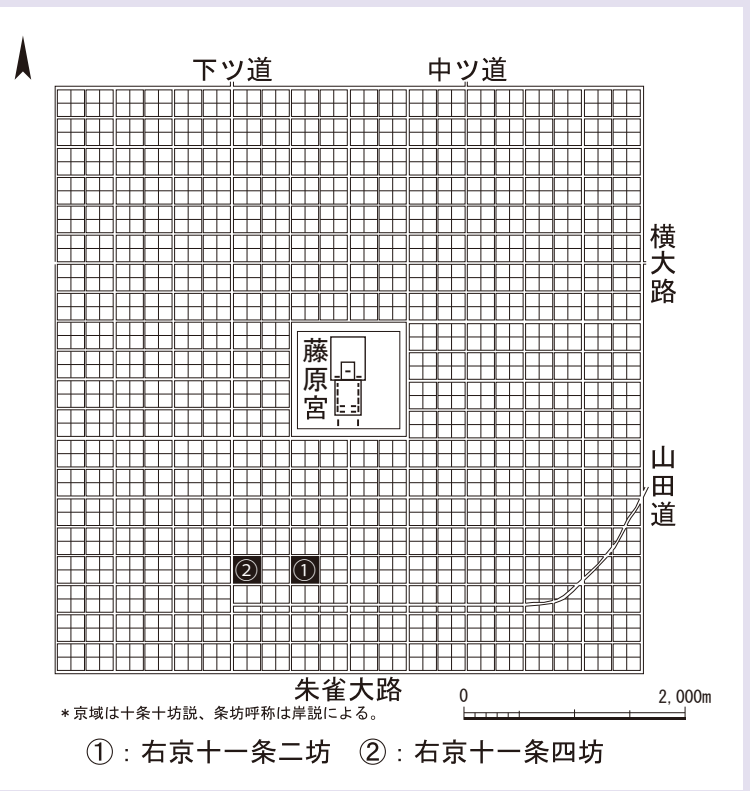 下ツ道
中ツ道
横大路
藤原宮
山田道
②
①
朱雀大路
0
2,000m
＊京域は十条十坊説、条坊呼称は岸説による。
①：右京十一条二坊　②：右京十一条四坊